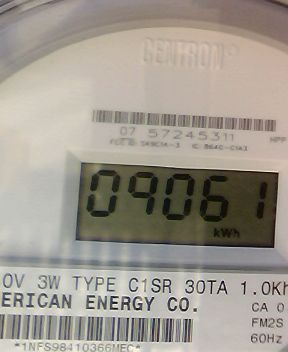 CENTRON®
07 57245311
HPP
09061
kWh
0V 3W TYPE C1SR 30TA 1.0Kh
ERICAN ENERGY CO.
CA 0
FM2S
60Hz
*1NFS98410366MEC*